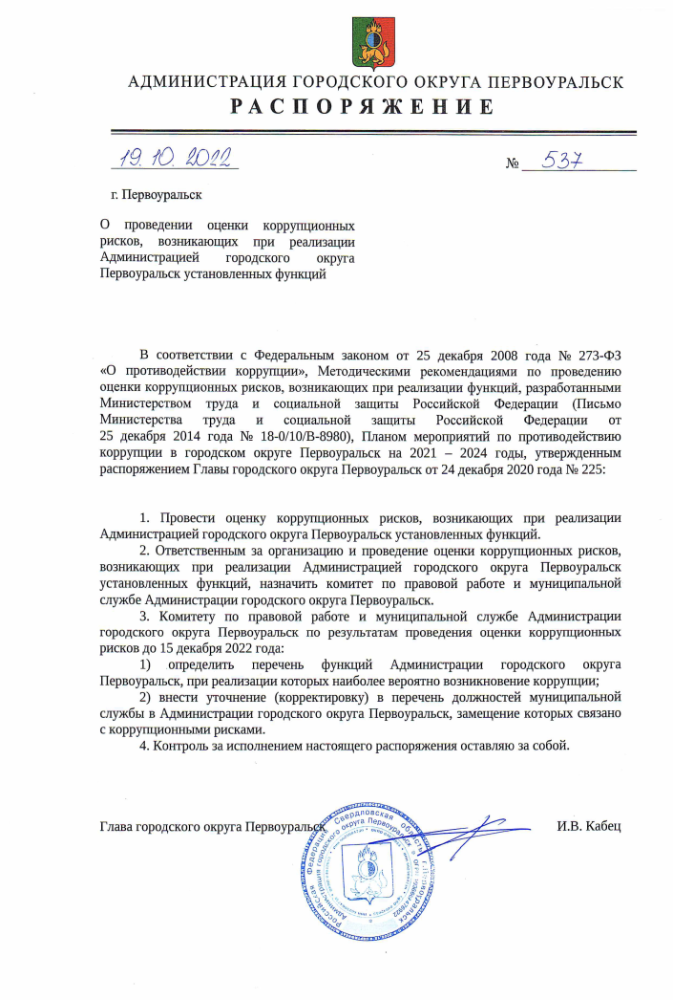 АДМИНИСТРАЦИЯ ГОРОДСКОГО ОКРУГА ПЕРВОУРАЛЬСК
РАСПОРЯЖЕНИЕ
19.10.2022 № 537
г. Первоуральск
О проведении оценки коррупционных
рисков, возникающих при реализации
Администрацией городского округа
Первоуральск установленных функций
В соответствии с Федеральным законом от 25 декабря 2008 года № 273-ФЗ
«О противодействии коррупции», Методическими рекомендациями по проведению
оценки коррупционных рисков, возникающих при реализации функций, разработанными
Министерством труда и социальной защиты Российской Федерации (Письмо
Министерства труда и социальной защиты Российской Федерации от
25 декабря 2014 года № 18-0/10/В-8980), Планом мероприятий по противодействию
коррупции в городском округе Первоуральск на 2021 – 2024 годы, утвержденным
распоряжением Главы городского округа Первоуральск от 24 декабря 2020 года № 225:
1. Провести оценку коррупционных рисков, возникающих при реализации
Администрацией городского округа Первоуральск установленных функций.
2. Ответственным за организацию и проведение оценки коррупционных рисков,
возникающих при реализации Администрацией городского округа Первоуральск
установленных функций, назначить комитет по правовой работе и муниципальной
службе Администрации городского округа Первоуральск.
3. Комитету по правовой работе и муниципальной службе Администрации
городского округа Первоуральск по результатам проведения оценки коррупционных
рисков до 15 декабря 2022 года:
1) определить перечень функций Администрации городского округа
Первоуральск, при реализации которых наиболее вероятно возникновение коррупции;
2) внести уточнение (корректировку) в перечень должностей муниципальной
службы в Администрации городского округа Первоуральск, замещение которых связано
с коррупционными рисками.
4. Контроль за исполнением настоящего распоряжения оставляю за собой.
Глава городского округа Первоуральск И.В. Кабец
Российская Федерация Свердловская область г. Первоуральск
Администрация городского округа Первоуральск